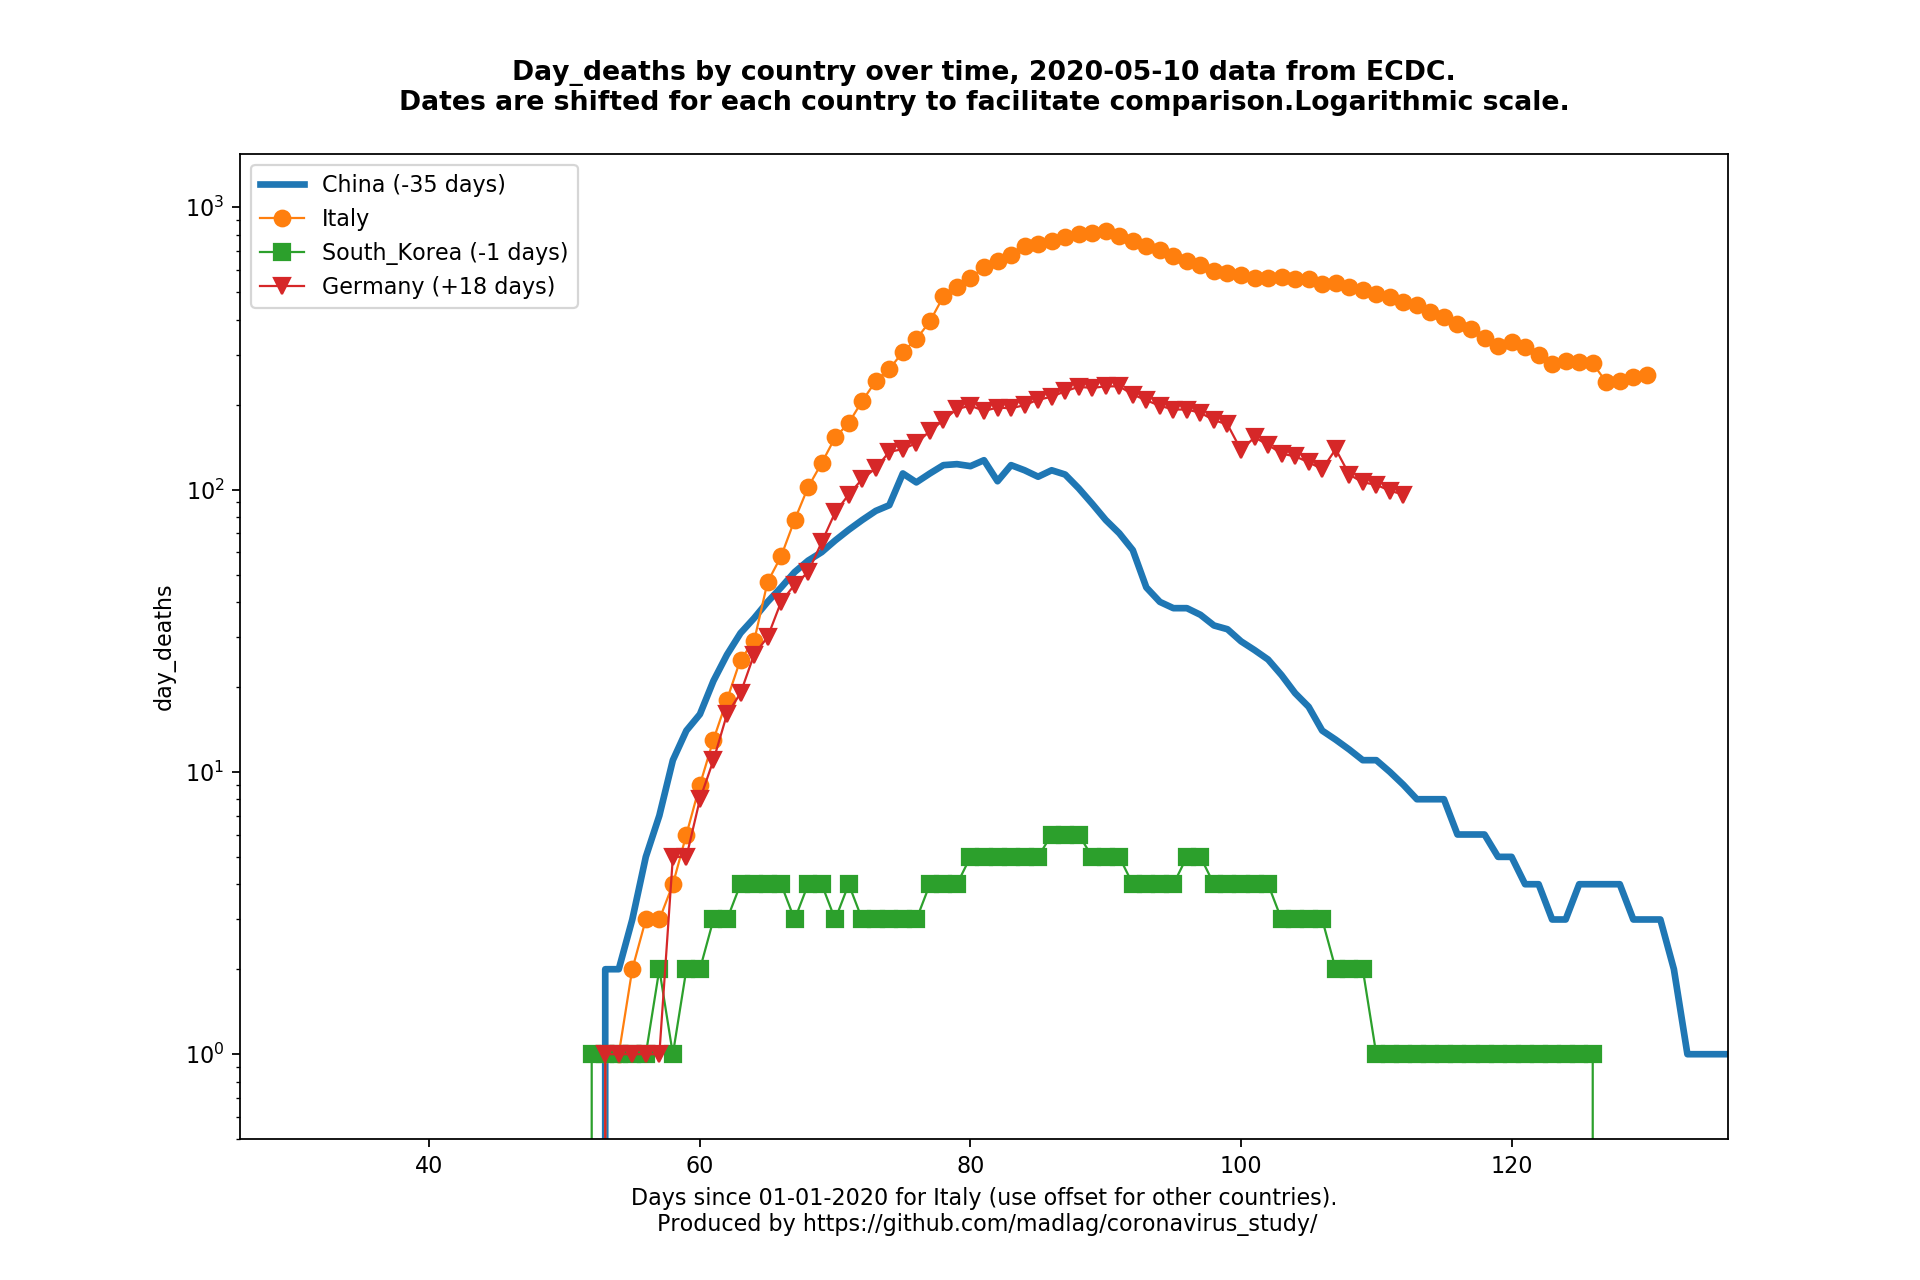 Day_deaths by country over time, 2020-05-10 data from ECDC.
Dates are shifted for each country to facilitate comparison.Logarithmic scale.
China (-35 days)
Italy
South_Korea (-1 days)
Germany (+18 days)
10³
10²
10¹
10⁰
day_deaths
40 60 80 100 120
Days since 01-01-2020 for Italy (use offset for other countries).
Produced by https://github.com/madlag/coronavirus_study/